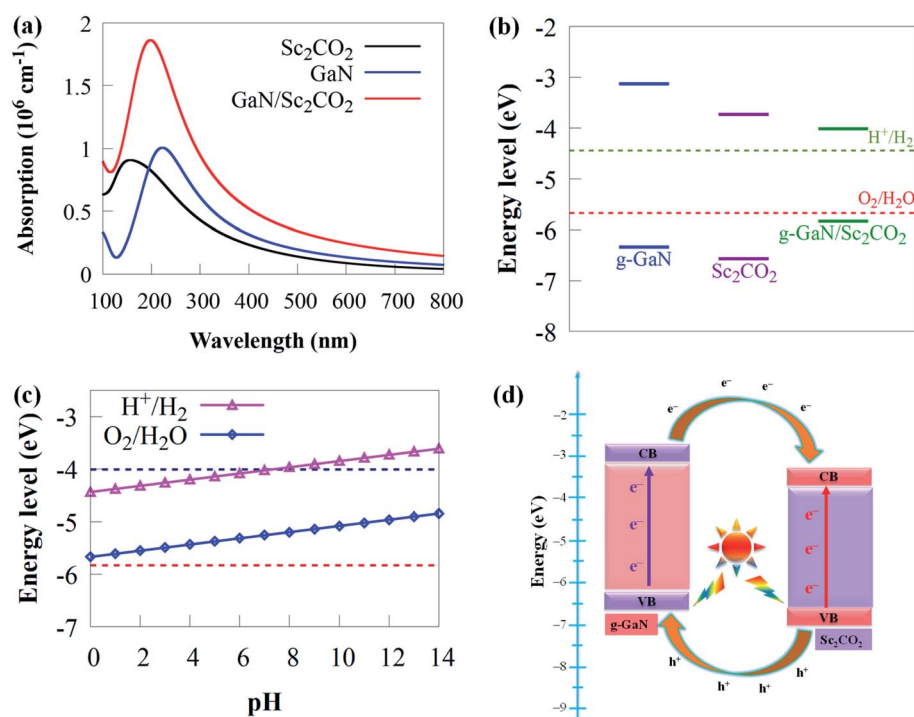 (a)
2
1.5
1
0.5
0
Absorption (10⁶ cm⁻¹)
Sc₂CO₂
GaN
GaN/Sc₂CO₂
100 200 300 400 500 600 700 800
Wavelength (nm)
(b)
-2
-3
-4
-5
-6
-7
-8
Energy level (eV)
H⁺/H₂
O₂/H₂O
g-GaN
Sc₂CO₂
g-GaN/Sc₂CO₂
(c)
-3
-4
-5
-6
-7
Energy level (eV)
H⁺/H₂
O₂/H₂O
0 2 4 6 8 10 12 14
pH
(d)
−2
−3
−4
−5
−6
−7
−8
−9
Energy (eV)
e⁻ e⁻ e⁻ e⁻
CB
e⁻
e⁻
e⁻
VB
g-GaN
CB
e⁻
e⁻
e⁻
VB
Sc₂CO₂
h⁺ h⁺ h⁺ h⁺